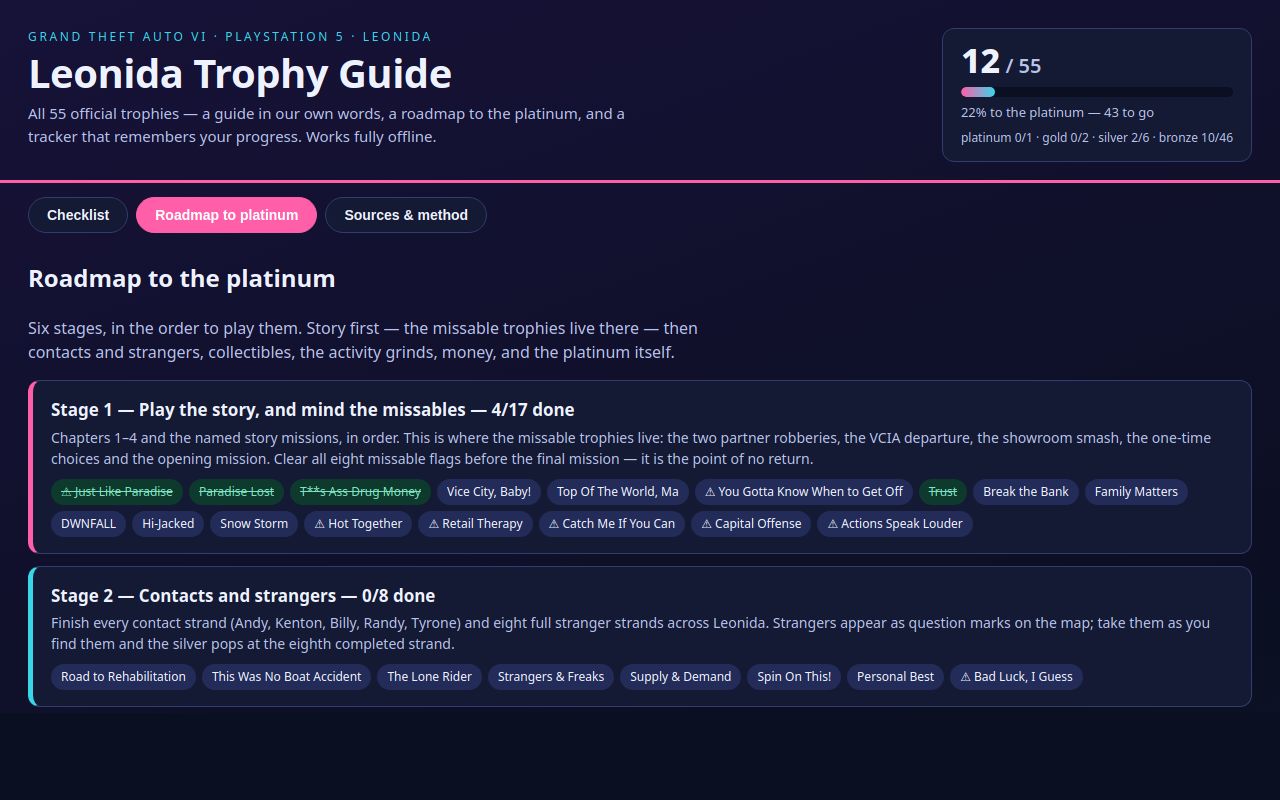 GRAND THEFT AUTO VI · PLAYSTATION 5 · LEONIDA
Leonida Trophy Guide
All 55 official trophies — a guide in our own words, a roadmap to the platinum, and a
tracker that remembers your progress. Works fully offline.
12 / 55
22% to the platinum — 43 to go
platinum 0/1 · gold 0/2 · silver 2/6 · bronze 10/46
Checklist
Roadmap to platinum
Sources & method
Roadmap to the platinum
Six stages, in the order to play them. Story first — the missable trophies live there — then
contacts and strangers, collectibles, the activity grinds, money, and the platinum itself.
Stage 1 — Play the story, and mind the missables — 4/17 done
Chapters 1–4 and the named story missions, in order. This is where the missable trophies live: the two partner robberies, the VCIA departure, the showroom smash, the one-time
choices and the opening mission. Clear all eight missable flags before the final mission — it is the point of no return.
⚠ Just Like Paradise Paradise Lost T**s Ass Drug Money Vice City, Baby! Top Of The World, Ma ⚠ You Gotta Know When to Get Off Trust Break the Bank Family Matters
DWNFALL Hi-Jacked Snow Storm ⚠ Hot Together ⚠ Retail Therapy ⚠ Catch Me If You Can ⚠ Capital Offense ⚠ Actions Speak Louder
Stage 2 — Contacts and strangers — 0/8 done
Finish every contact strand (Andy, Kenton, Billy, Randy, Tyrone) and eight full stranger strands across Leonida. Strangers appear as question marks on the map; take them as you
find them and the silver pops at the eighth completed strand.
Road to Rehabilitation This Was No Boat Accident The Lone Rider Strangers & Freaks Supply & Demand Spin On This! Personal Best ⚠ Bad Luck, I Guess